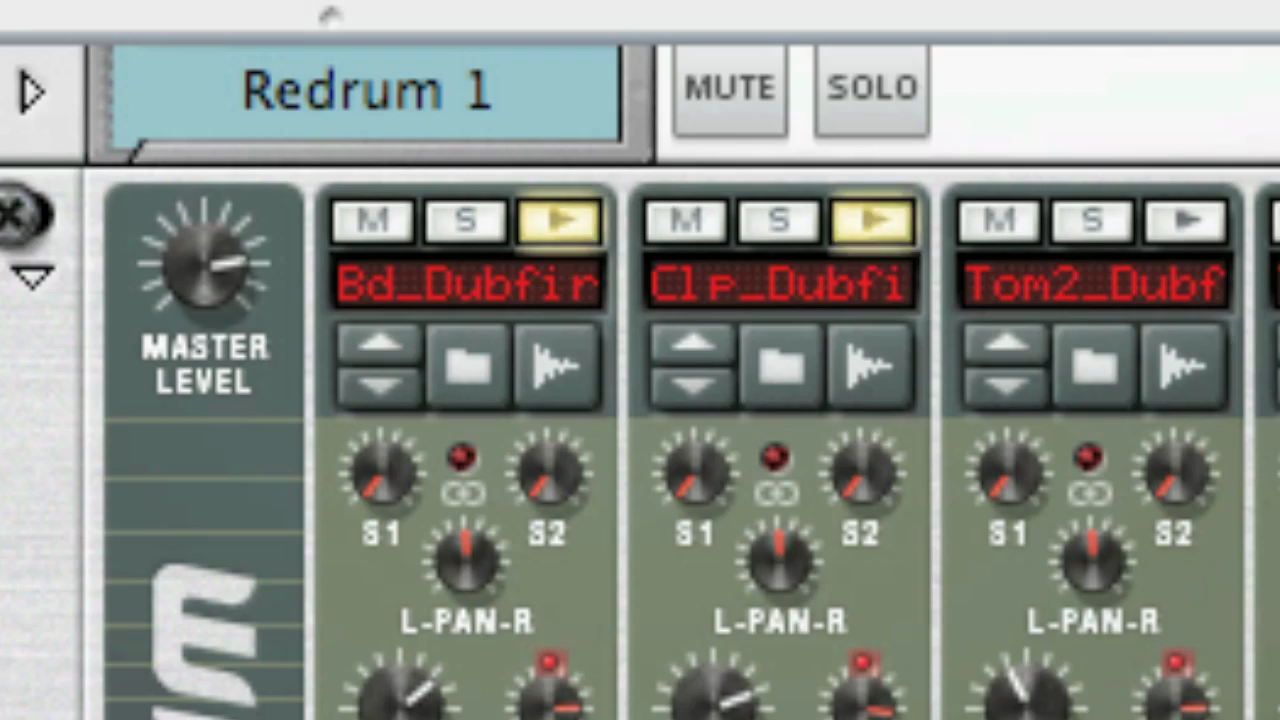 Redrum 1 MUTE SOLO
M S M S M S
Bd_Dubfir Clp_Dubfi Tom2_Dubf
MASTER
LEVEL
S1 S2 S1 S2 S1 S2
L-PAN-R L-PAN-R L-PAN-R